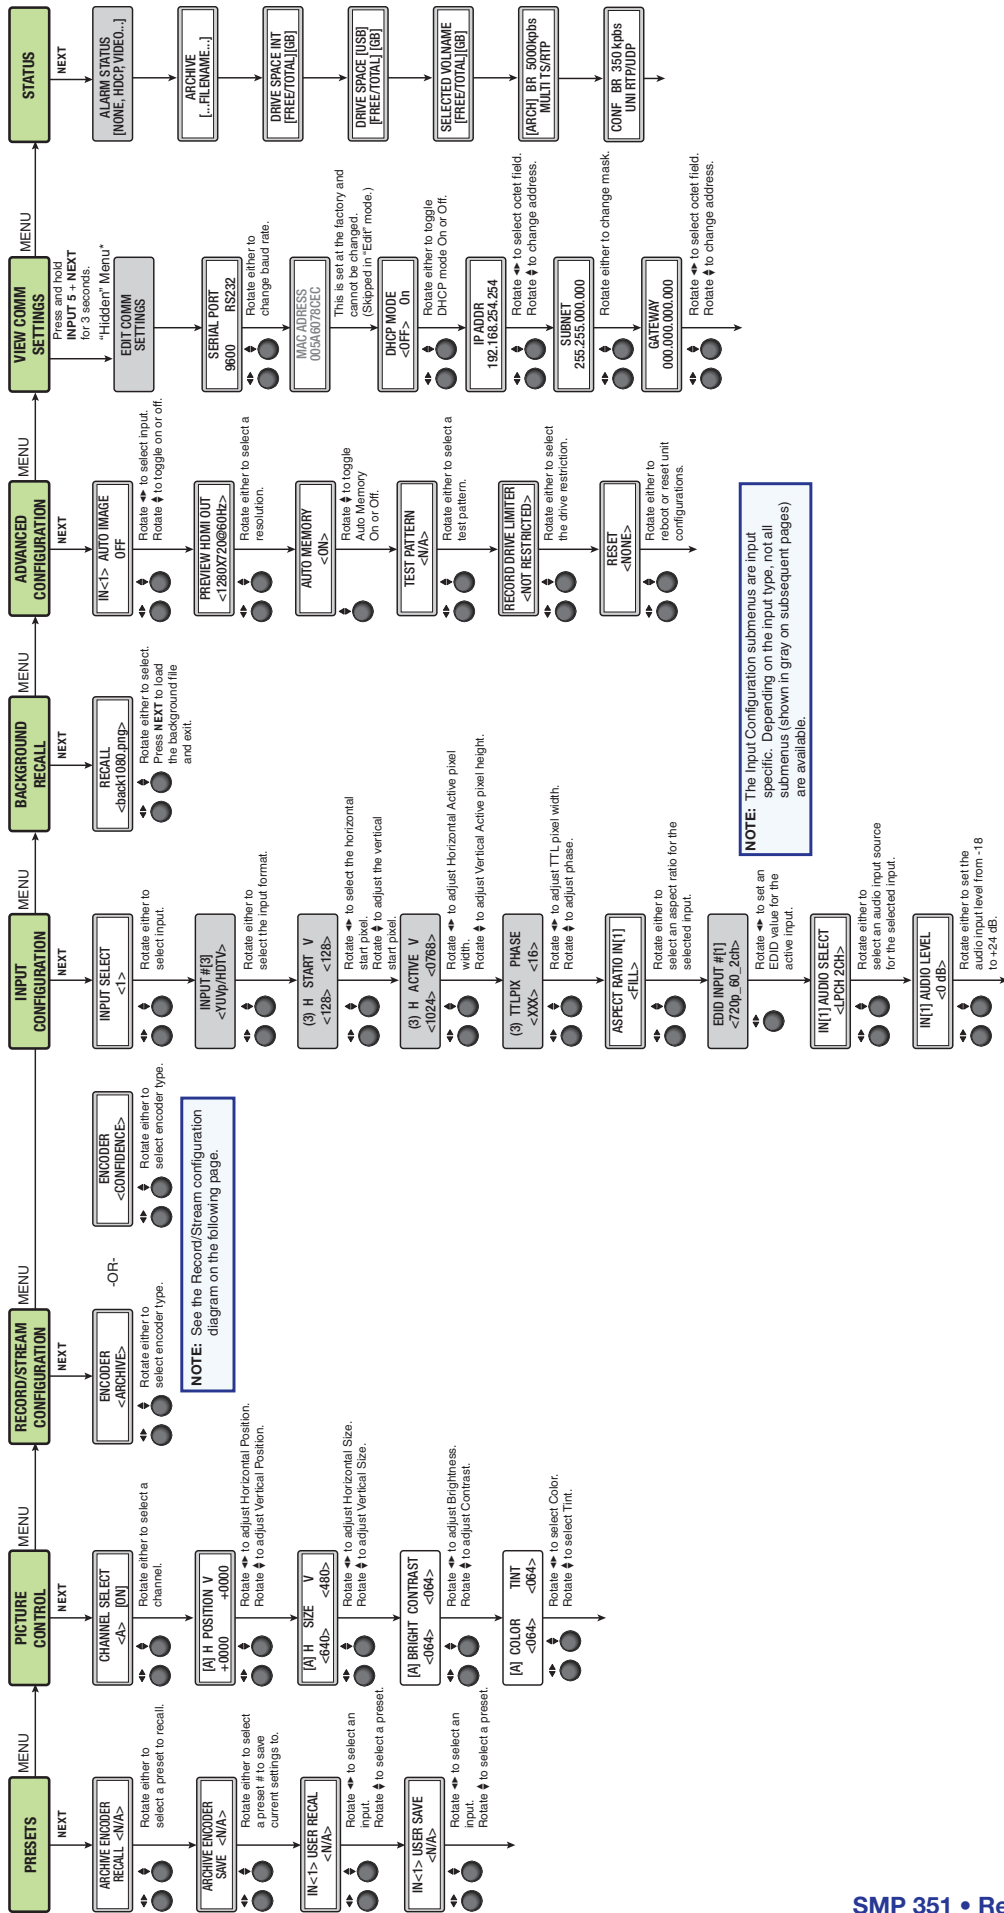 PRESETS
MENU
NEXT
ARCHIVE ENCODER
RECALL <N/A>
Rotate either to
select a preset to recall.
ARCHIVE ENCODER
SAVE <N/A>
Rotate either to select
a preset # to save
current settings to.
IN<1> USER RECAL
<N/A>
Rotate ◂▸ to select an
input.
Rotate ▴▾ to select a preset.
IN<1> USER SAVE
<N/A>
Rotate ◂▸ to select an
input.
Rotate ▴▾ to select a preset.
PICTURE
CONTROL
MENU
NEXT
CHANNEL SELECT
<A> [ON]
Rotate either to select a
channel.
[A] H POSITION V
+0000 +0000
Rotate ◂▸ to adjust Horizontal Position.
Rotate ▴▾ to adjust Vertical Position.
[A] H SIZE V
<640> <480>
Rotate ◂▸ to adjust Horizontal Size.
Rotate ▴▾ to adjust Vertical Size.
[A] BRIGHT CONTRAST
<064> <064>
Rotate ◂▸ to adjust Brightness.
Rotate ▴▾ to adjust Contrast.
[A] COLOR TINT
<064> <064>
Rotate ◂▸ to select Color.
Rotate ▴▾ to select Tint.
RECORD/STREAM
CONFIGURATION
MENU
NEXT
ENCODER
<ARCHIVE>
Rotate either to
select encoder type.
-OR-
ENCODER
<CONFIDENCE>
Rotate either to
select encoder type.
NOTE: See the Record/Stream configuration
diagram on the following page.
INPUT
CONFIGURATION
MENU
NEXT
INPUT SELECT
<1>
Rotate either to
select input.
INPUT #[3]
<YUVp/HDTV>
Rotate either to
select the input format.
(3) H START V
<128> <128>
Rotate ◂▸ to select the horizontal
start pixel.
Rotate ▴▾ to adjust the vertical
start pixel.
(3) H ACTIVE V
<1024> <0768>
Rotate ◂▸ to adjust Horizontal Active pixel
width.
Rotate ▴▾ to adjust Vertical Active pixel height.
(3) TTLPIX PHASE
<XXX> <16>
Rotate ◂▸ to adjust TTL pixel width.
Rotate ▴▾ to adjust phase.
ASPECT RATIO IN[1]
<FILL>
Rotate either to
select an aspect ratio for the
selected input.
EDID INPUT #[1]
<720p_60_2ch>
Rotate ◂▸ to set an
EDID value for the
active input.
IN[1] AUDIO SELECT
<LPCH 2CH>
Rotate either to
select an audio input source
for the selected input.
IN[1] AUDIO LEVEL
<0 dB>
Rotate either to set the
audio input level from -18
to +24 dB.
BACKGROUND
RECALL
MENU
NEXT
RECALL
<back1080.png>
Rotate either to select.
Press NEXT to load
the background file
and exit.
ADVANCED
CONFIGURATION
MENU
NEXT
IN<1> AUTO IMAGE
OFF
Rotate ◂▸ to select input.
Rotate ▴▾ to toggle on or off.
PREVIEW HDMI OUT
<1280X720@60Hz>
Rotate either to select a
resolution.
AUTO MEMORY
<ON>
Rotate ▴▾ to toggle
Auto Memory
On or Off.
TEST PATTERN
<N/A>
Rotate either to select a
test pattern.
RECORD DRIVE LIMITER
<NOT RESTRICTED>
Rotate either to select
the drive restriction.
RESET
<NONE>
Rotate either to
reboot or reset unit
configurations.
NOTE: The Input Configuration submenus are input
specific. Depending on the input type, not all
submenus (shown in gray on subsequent pages)
are available.
VIEW COMM
SETTINGS
MENU
Press and hold
INPUT 5 + NEXT
for 3 seconds.
"Hidden" Menu*
EDIT COMM
SETTINGS
SERIAL PORT
9600 RS232
Rotate either to
change baud rate.
MAC ADRESS
005A6078CEC
This is set at the factory and
cannot be changed.
(Skipped in "Edit" mode.)
DHCP MODE
<OFF> On
Rotate either to toggle
DHCP mode On or Off.
IP ADDR
192.168.254.254
Rotate ◂▸ to select octet field.
Rotate ▴▾ to change address.
SUBNET
255.255.000.000
Rotate either to change mask.
GATEWAY
000.000.000.000
Rotate ◂▸ to select octet field.
Rotate ▴▾ to change address.
STATUS
NEXT
ALARM STATUS
[NONE, HDCP, VIDEO...]
ARCHIVE
[...FILENAME...]
DRIVE SPACE INT
[FREE/TOTAL][GB]
DRIVE SPACE [USB]
[FREE/TOTAL] [GB]
SELECTED VOLNAME
[FREE/TOTAL][GB]
[ARCH] BR 5000kpbs
MULTI TS/RTP
CONF BR 350 kpbs
UNI RTP/UDP
SMP 351 • Re